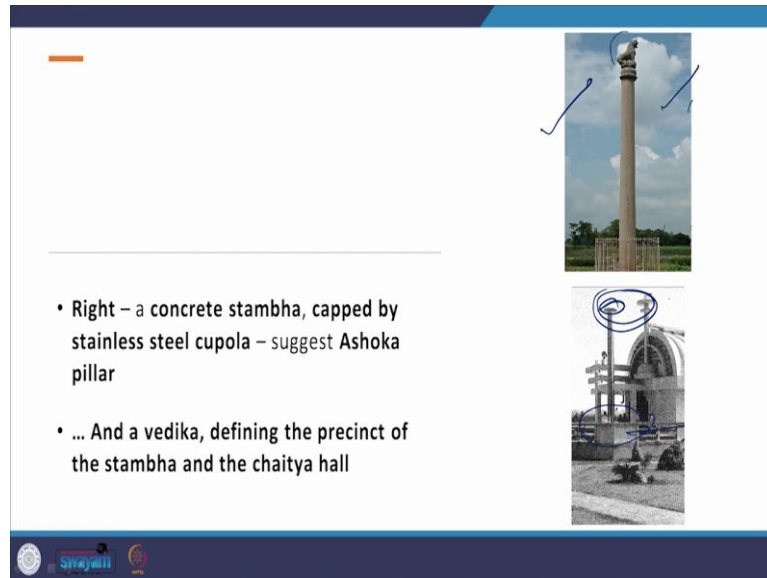 • Right – a concrete stambha, capped by
stainless steel cupola – suggest Ashoka
pillar
• ... And a vedika, defining the precinct of
the stambha and the chaitya hall
swayam